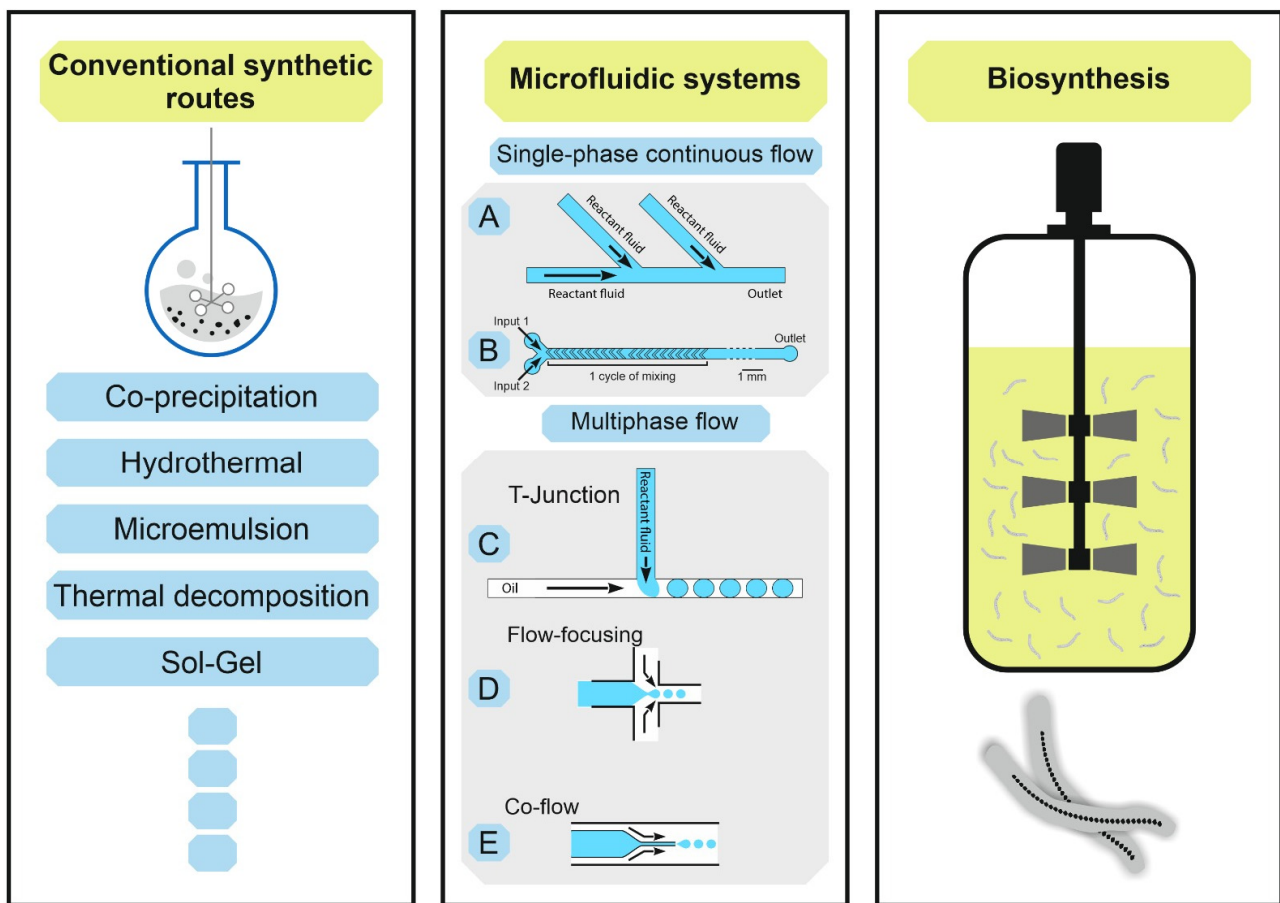 Conventional synthetic
routes
Co-precipitation
Hydrothermal
Microemulsion
Thermal decomposition
Sol-Gel
Microfluidic systems
Single-phase continuous flow
A
Reactant fluid
Reactant fluid
Reactant fluid
Outlet
B
Input 1
Input 2
1 cycle of mixing
1 mm
Outlet
Multiphase flow
T-Junction
C
Reactant fluid
Oil
Flow-focusing
D
Co-flow
E
Biosynthesis